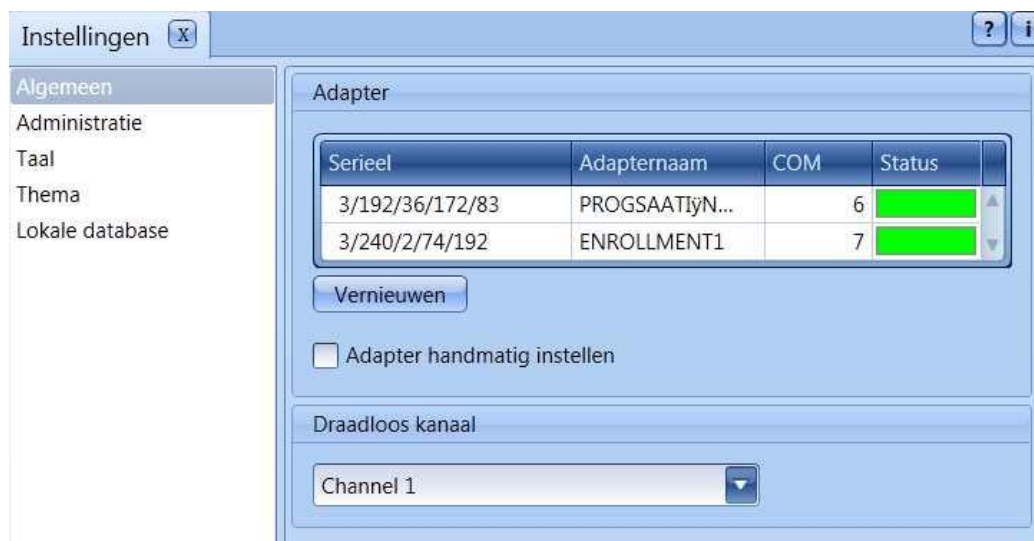 Instellingen X ? i
Algemeen
Administratie
Taal
Thema
Lokale database
Adapter
Serieel Adapternaam COM Status
3/192/36/172/83 PROGSAATIÿN... 6
3/240/2/74/192 ENROLLMENT1 7
Vernieuwen
Adapter handmatig instellen
Draadloos kanaal
Channel 1